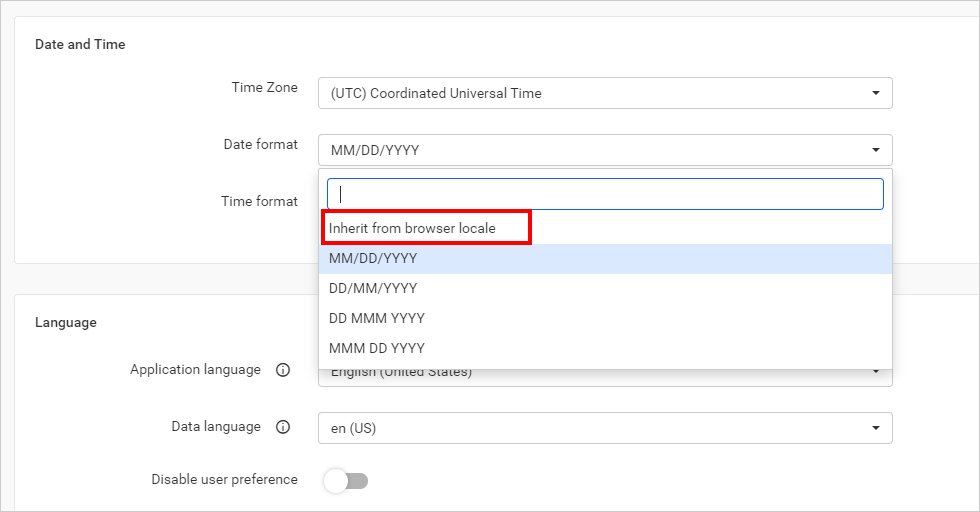 Date and Time
Time Zone
(UTC) Coordinated Universal Time
Date format
MM/DD/YYYY
Time format
Inherit from browser locale
MM/DD/YYYY
DD/MM/YYYY
DD MMM YYYY
MMM DD YYYY
Language
Application language
English (United States)
Data language
en (US)
Disable user preference